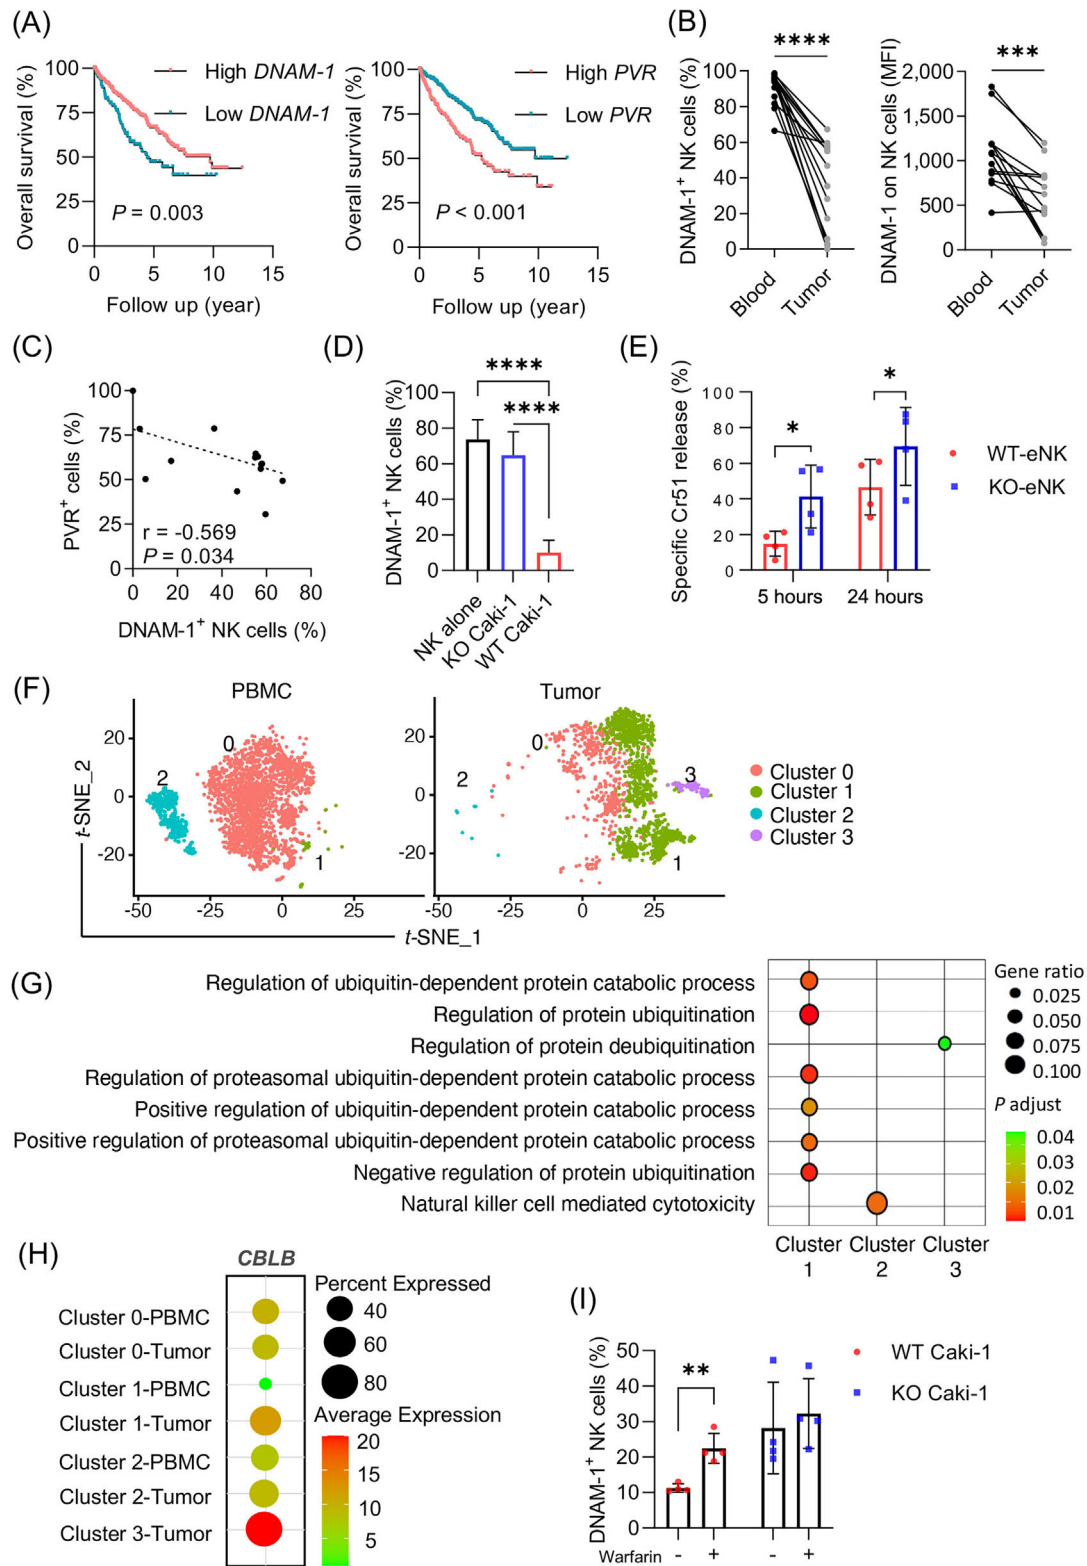 (A)
Overall survival (%)
100
75
50
25
0
High DNAM-1
Low DNAM-1
P = 0.003
0 5 10 15
Follow up (year)
Overall survival (%)
100
75
50
25
0
High PVR
Low PVR
P < 0.001
0 5 10 15
Follow up (year)
(B)
DNAM-1+ NK cells (%)
100
80
60
40
20
0
****
Blood
Tumor
DNAM-1 on NK cells (MFI)
2,000
1,500
1,000
500
0
***
Blood
Tumor
(C)
PVR+ cells (%)
100
75
50
25
0
r = -0.569
P = 0.034
0 20 40 60 80
DNAM-1+ NK cells (%)
(D)
DNAM-1+ NK cells (%)
100
80
60
40
20
0
****
****
NK alone
KO Caki-1
WT Caki-1
(E)
Specific Cr51 release (%)
100
80
60
40
20
0
*
*
5 hours 24 hours
WT-eNK
KO-eNK
(F)
PBMC
t-SNE_2
20
0
-20
0
2
1
-50 -25 0 25
Tumor
20
0
-20
0
2
3
1
-50 -25 0 25
t-SNE_1
Cluster 0
Cluster 1
Cluster 2
Cluster 3
(G)
Regulation of ubiquitin-dependent protein catabolic process
Regulation of protein ubiquitination
Regulation of protein deubiquitination
Regulation of proteasomal ubiquitin-dependent protein catabolic process
Positive regulation of ubiquitin-dependent protein catabolic process
Positive regulation of proteasomal ubiquitin-dependent protein catabolic process
Negative regulation of protein ubiquitination
Natural killer cell mediated cytotoxicity
Cluster Cluster Cluster
1 2 3
Gene ratio
0.025
0.050
0.075
0.100
P adjust
0.04
0.03
0.02
0.01
(H)
CBLB
Cluster 0-PBMC
Cluster 0-Tumor
Cluster 1-PBMC
Cluster 1-Tumor
Cluster 2-PBMC
Cluster 2-Tumor
Cluster 3-Tumor
Percent Expressed
40
60
80
Average Expression
20
15
10
5
(I)
DNAM-1+ NK cells (%)
50
40
30
20
10
0
**
Warfarin - + - +
WT Caki-1
KO Caki-1